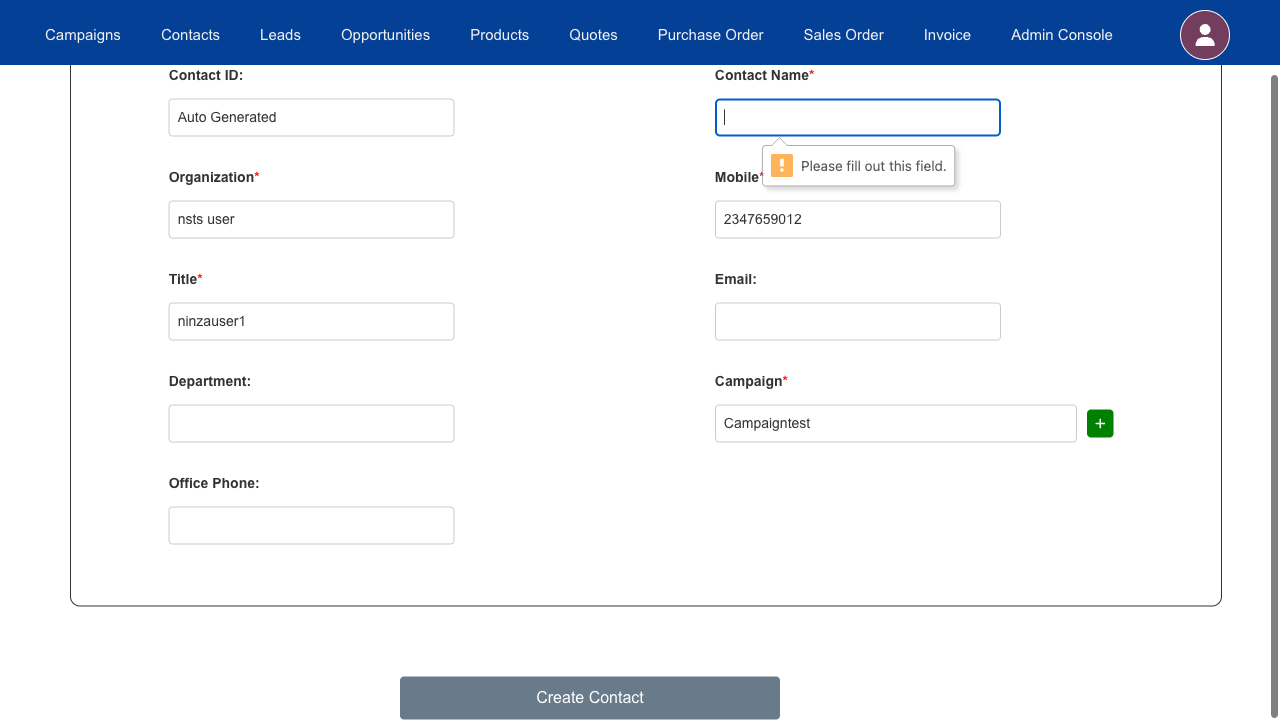 Campaigns Contacts Leads Opportunities Products Quotes Purchase Order Sales Order Invoice Admin Console
Contact ID: Contact Name*
Auto Generated
Please fill out this field.
Organization* Mobile*
nsts user 2347659012
Title* Email:
ninzauser1
Department: Campaign*
Campaigntest +
Office Phone:
Create Contact